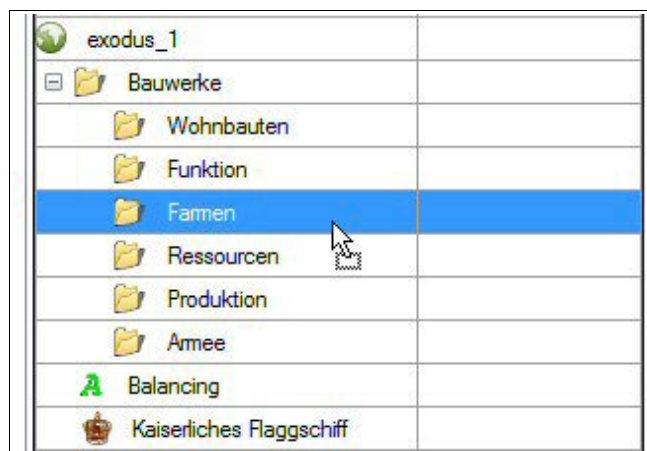 exodus_1
Bauwerke
Wohnbauten
Funktion
Farmen
Ressourcen
Produktion
Armee
Balancing
Kaiserliches Flaggschiff